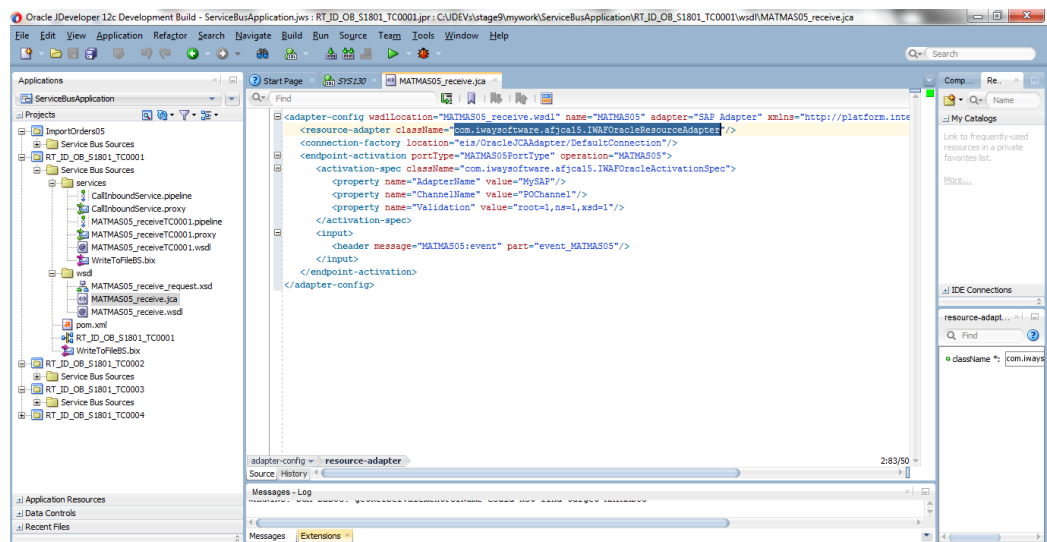 Oracle JDeveloper 12c Development Build - ServiceBusApplication.jws : RT_ID_OB_S1801_TC0001.jpr : C:\JDEVs\stage9\mywork\ServiceBusApplication\RT_ID_OB_S1801_TC0001\wsdl\MATMAS05_receive.jca
File Edit View Application Refactor Search Navigate Build Run Source Team Tools Window Help
Search
Applications
ServiceBusApplication
Projects
ImportOrders05
Service Bus Sources
RT_ID_OB_S1801_TC0001
Service Bus Sources
services
CallInboundService.pipeline
CallInboundService.proxy
MATMAS05_receiveTC0001.pipeline
MATMAS05_receiveTC0001.proxy
MATMAS05_receiveTC0001.wsdl
WriteToFileBS.bix
wsdl
MATMAS05_receive_request.xsd
MATMAS05_receive.jca
MATMAS05_receive.wsdl
pom.xml
RT_ID_OB_S1801_TC0001
WriteToFileBS.bix
RT_ID_OB_S1801_TC0002
Service Bus Sources
RT_ID_OB_S1801_TC0003
Service Bus Sources
RT_ID_OB_S1801_TC0004
Application Resources
Data Controls
Recent Files
Start Page SYS130 MATMAS05_receive.jca
Find
<adapter-config wsdlLocation="MATMAS05_receive.wsdl" name="MATMAS05" adapter="SAP Adapter" xmlns="http://platform.inte
<resource-adapter className="com.iwaysoftware.afjca15.IWAFOracleResourceAdapter"/>
<connection-factory location="eis/OracleJCAAdapter/DefaultConnection"/>
<endpoint-activation portType="MATMAS05PortType" operation="MATMAS05">
<activation-spec className="com.iwaysoftware.afjca15.IWAFOracleActivationSpec">
<property name="AdapterName" value="MySAP"/>
<property name="ChannelName" value="POChannel"/>
<property name="Validation" value="root=1,ns=1,xsd=1"/>
</activation-spec>
<input>
<header message="MATMAS05:event" part="event_MATMAS05"/>
</input>
</endpoint-activation>
</adapter-config>
adapter-config resource-adapter 2:83/50
Source History
Messages - Log
Messages Extensions
Comp... Re...
Name
My Catalogs
Link to frequently-used
resources in a private
favorites list.
More...
IDE Connections
resource-adapt...
Find
className *: com.iways